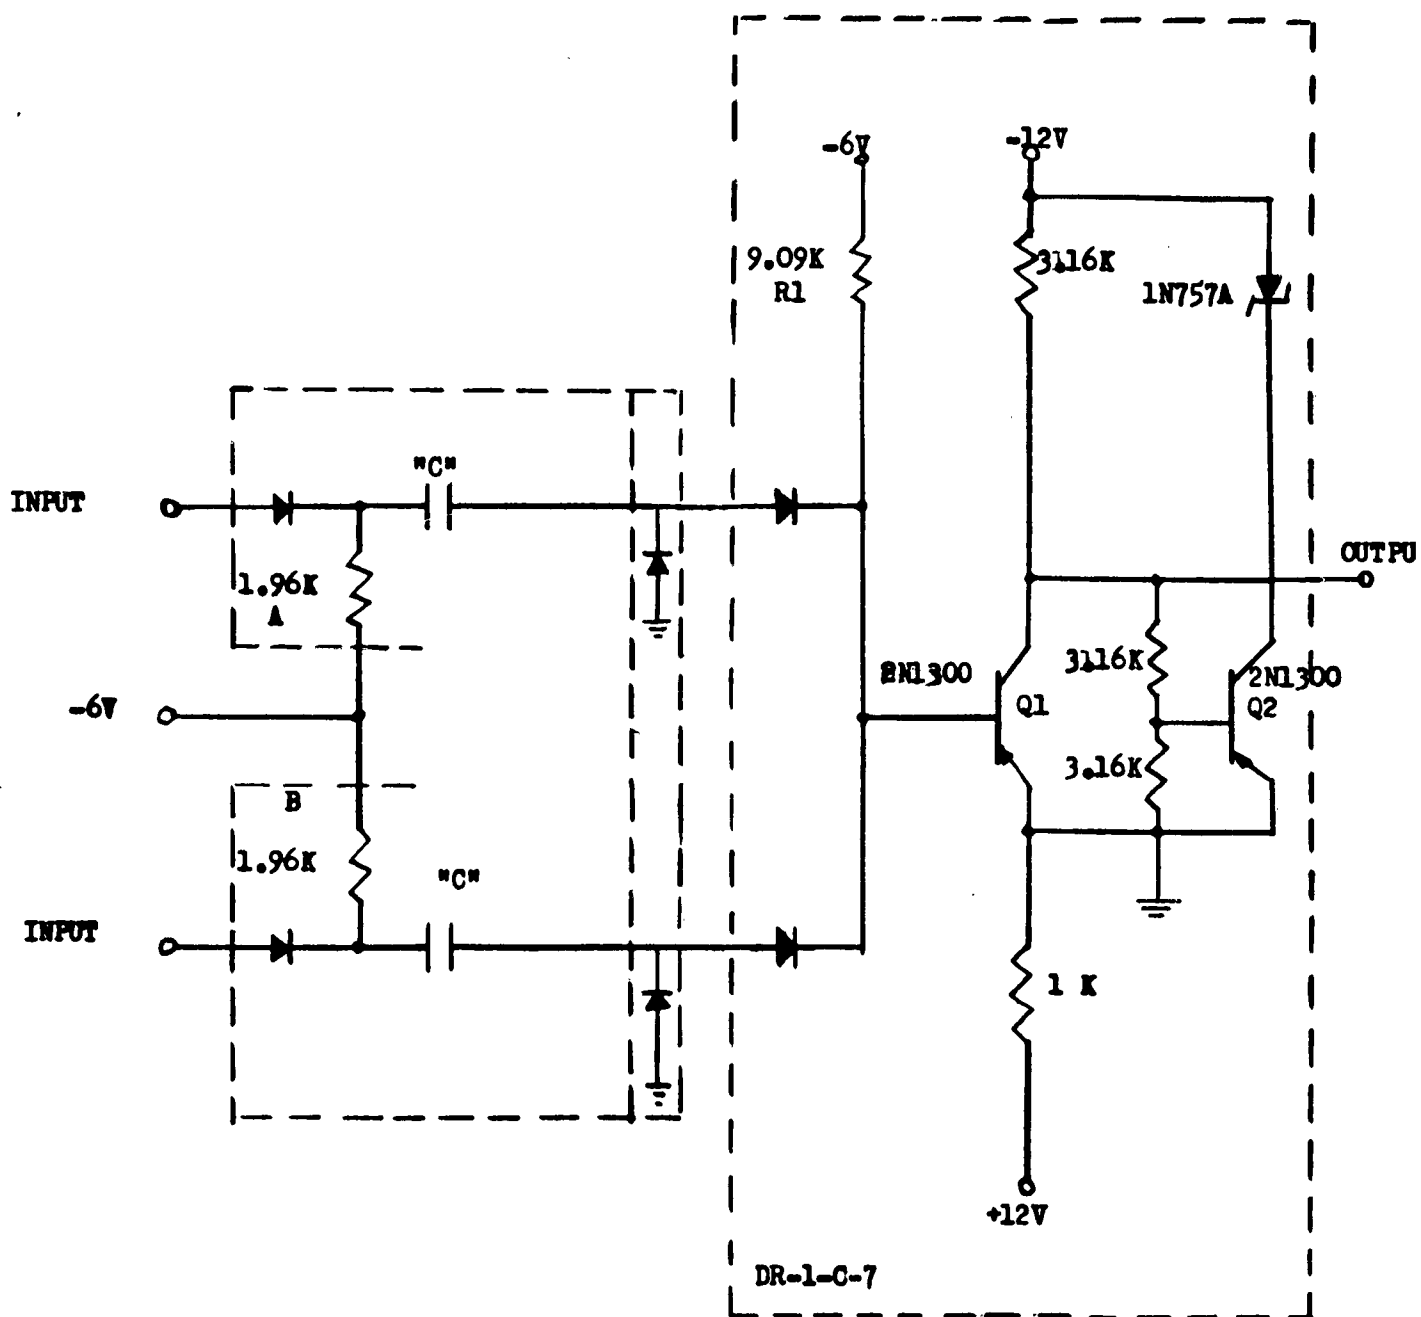 -6V
-12V
9.09K
R1
3.16K
1N757A
"C"
INPUT
1.96K
A
OUTPU
3.16K
2N1300
Q1
2N1300
Q2
-6V
3.16K
B
1.96K
"C"
INPUT
1 K
+12V
DR-1-C-7